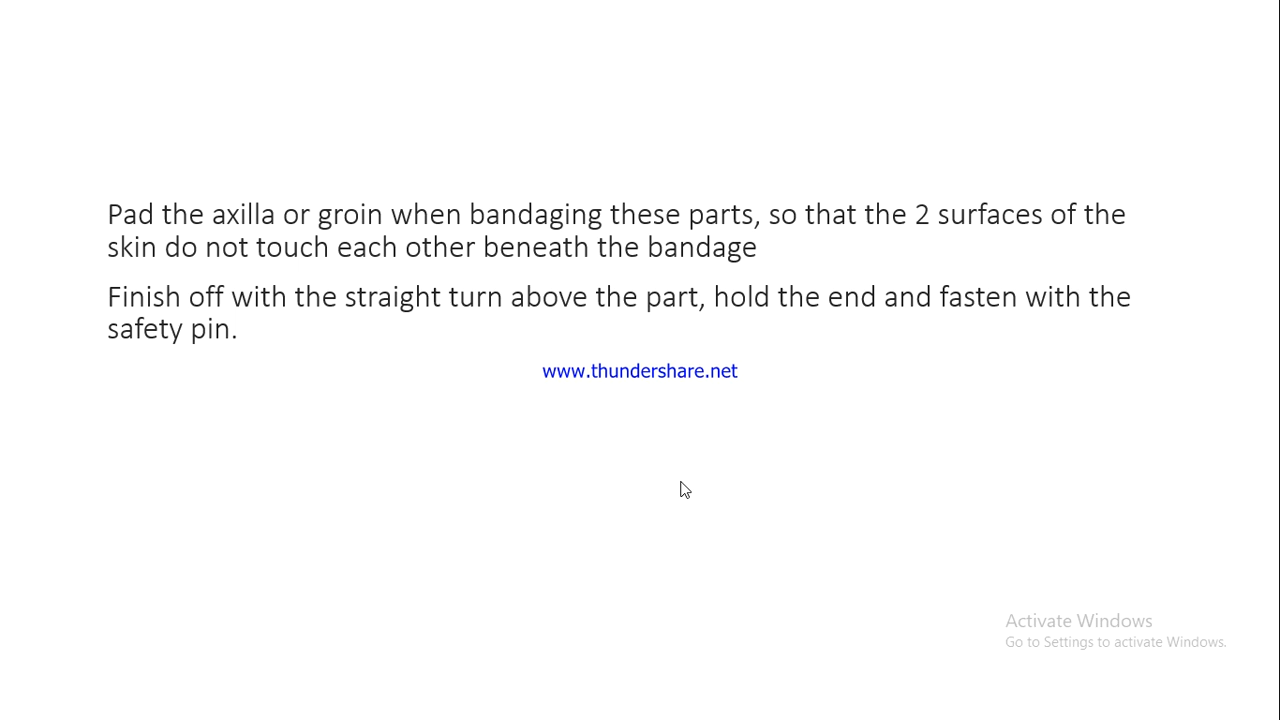 Pad the axilla or groin when bandaging these parts, so that the 2 surfaces of the
skin do not touch each other beneath the bandage
Finish off with the straight turn above the part, hold the end and fasten with the
safety pin.
www.thundershare.net
Activate Windows
Go to Settings to activate Windows.